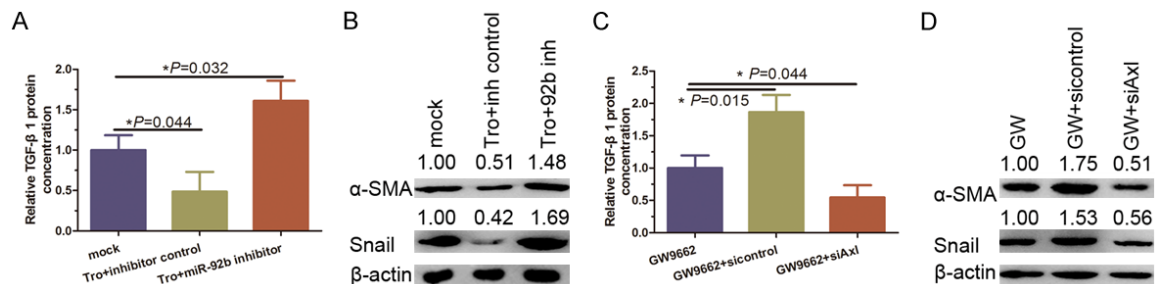 A
Relative TGF-β 1 protein
concentration
2.0
1.5
1.0
0.5
0.0
*P=0.032
*P=0.044
mock
Tro+inhibitor control
Tro+miR-92b inhibitor
B
mock
Tro+inh control
Tro+92b inh
1.00 0.51 1.48
α-SMA
1.00 0.42 1.69
Snail
β-actin
C
Relative TGF-β 1 protein
concentration
2.5
2.0
1.5
1.0
0.5
0.0
* P=0.044
* P=0.015
GW9662
GW9662+sicontrol
GW9662+siAxl
D
GW
GW+sicontrol
GW+siAxl
1.00 1.75 0.51
α-SMA
1.00 1.53 0.56
Snail
β-actin